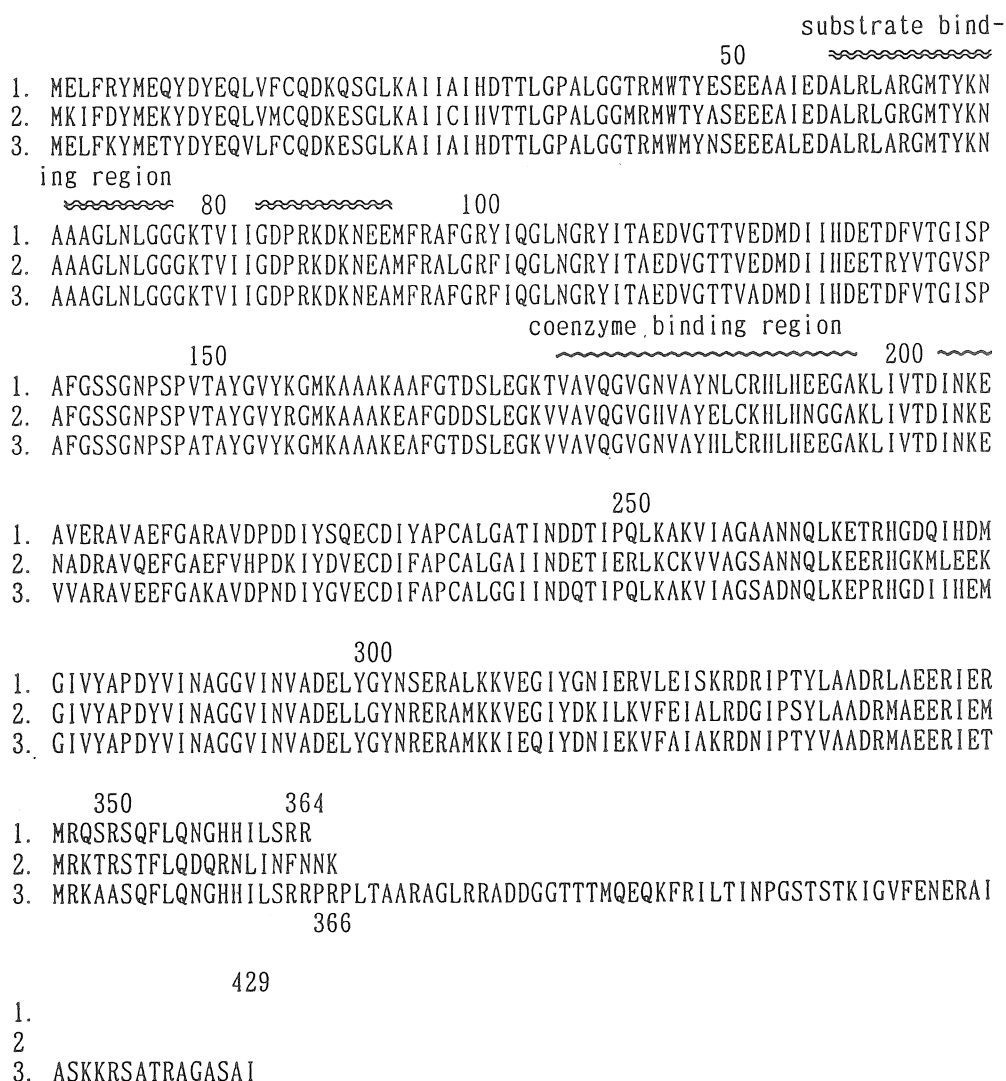 substrate bind-
50
1. MELFRYMEQYDYEQLVFCQDKQSGLKAIIAIHDTTLGPALGGTRMWTYESEEAAIEDALRLARGMTYKN
2. MKIFDYMEKYDYEQLVMCQDKESGLKAIICIHVTTLGPALGGMRMWTYASEEEAIEDALRLGRGMTYKN
3. MELFKYMETYDYEQVLFCQDKESGLKAIIAIHDTTLGPALGGTRMWMYNSEEEALEDALRLARGMTYKN
ing region
80 100
1. AAAGLNLGGGKTVIIGDPRKDKNEEMFRAFGRYIQGLNGRYITAEDVGTTVEDMDIIHDETDFVTGISP
2. AAAGLNLGGGKTVIIGDPRKDKNEAMFRALGRFIQGLNGRYITAEDVGTTVEDMDIIHEETRYVTGVSP
3. AAAGLNLGGGKTVIIGDPRKDKNEAMFRAFGRFIQGLNGRYITAEDVGTTVADMDIIHDETDFVTGISP
coenzyme binding region
150 200
1. AFGSSGNPSPVTAYGVYKGMKAAAKAAFGTDSLEGKTVAVQGVGNVAYNLCRHLHEEGAKLIVTDINKE
2. AFGSSGNPSPVTAYGVYRGMKAAAKEAFGDDSLEGKVVAVQGVGHVAYELCKHLHNGGAKLIVTDINKE
3. AFGSSGNPSPATAYGVYKGMKAAAKEAFGTDSLEGKVVAVQGVGNVAYHLCRHLHEEGAKLIVTDINKE
250
1. AVERAVAEFGARAVDPDDIYSQECDIYAPCALGATINDDTIPQLKAKVIAGAANNQLKETRHGDQIHDM
2. NADRAVQEFGAEFVHPDKIYDVECDIFAPCALGAIINDETIERLKCKVVAGSANNQLKEERHGKMLEEK
3. VVARAVEEFGAKAVDPNDIYGVECDIFAPCALGGIINDQTIPQLKAKVIAGSADNQLKEPRHGDIIHEM
300
1. GIVYAPDYVINAGGVINVADELYGYNSERALKKVEGIYGNIERVLEISKRDRIPTYLAADRLAEERIER
2. GIVYAPDYVINAGGVINVADELLGYNRERAMKKVEGIYDKILKVFEIALRDGIPSYLAADRMAEERIEM
3. GIVYAPDYVINAGGVINVADELYGYNRERAMKKIEQIYDNIEKVFAIAKRDNIPTYVAADRMAEERIET
350 364
1. MRQSRSQFLQNGHHILSRR
2. MRKTRSTFLQDQRNLINFNNK
3. MRKAASQFLQNGHHILSRRPRPLTAARAGLRRADDGGTTTMQEQKFRILTINPGSTSTKIGVFENERAI
366
429
1.
2
3. ASKKRSATRAGASAI